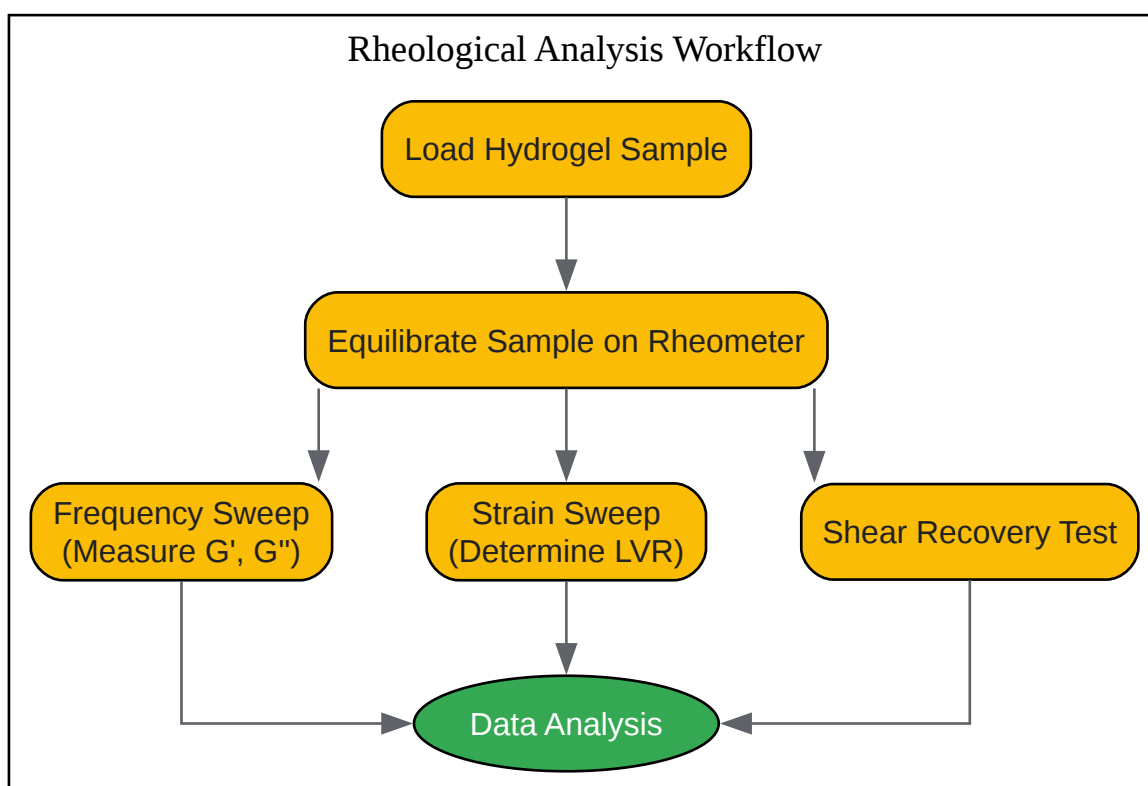 Rheological Analysis Workflow
Load Hydrogel Sample
Equilibrate Sample on Rheometer
Frequency Sweep
(Measure G', G'')
Strain Sweep
(Determine LVR)
Shear Recovery Test
Data Analysis